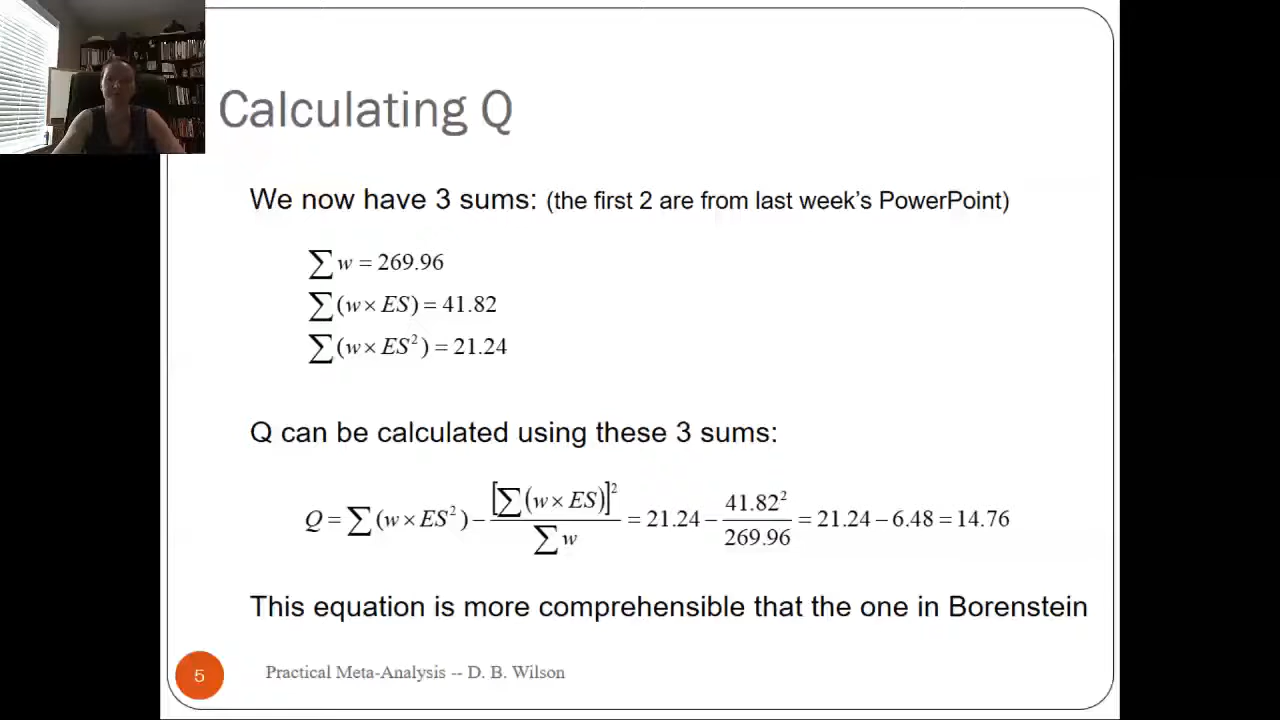 Calculating Q
We now have 3 sums: (the first 2 are from last week's PowerPoint)
∑ w = 269.96
∑ (w × ES) = 41.82
∑ (w × ES²) = 21.24
Q can be calculated using these 3 sums:
Q = ∑ (w × ES²) − [∑ (w × ES)]² / ∑ w = 21.24 − 41.82² / 269.96 = 21.24 − 6.48 = 14.76
This equation is more comprehensible that the one in Borenstein
5 Practical Meta-Analysis -- D. B. Wilson